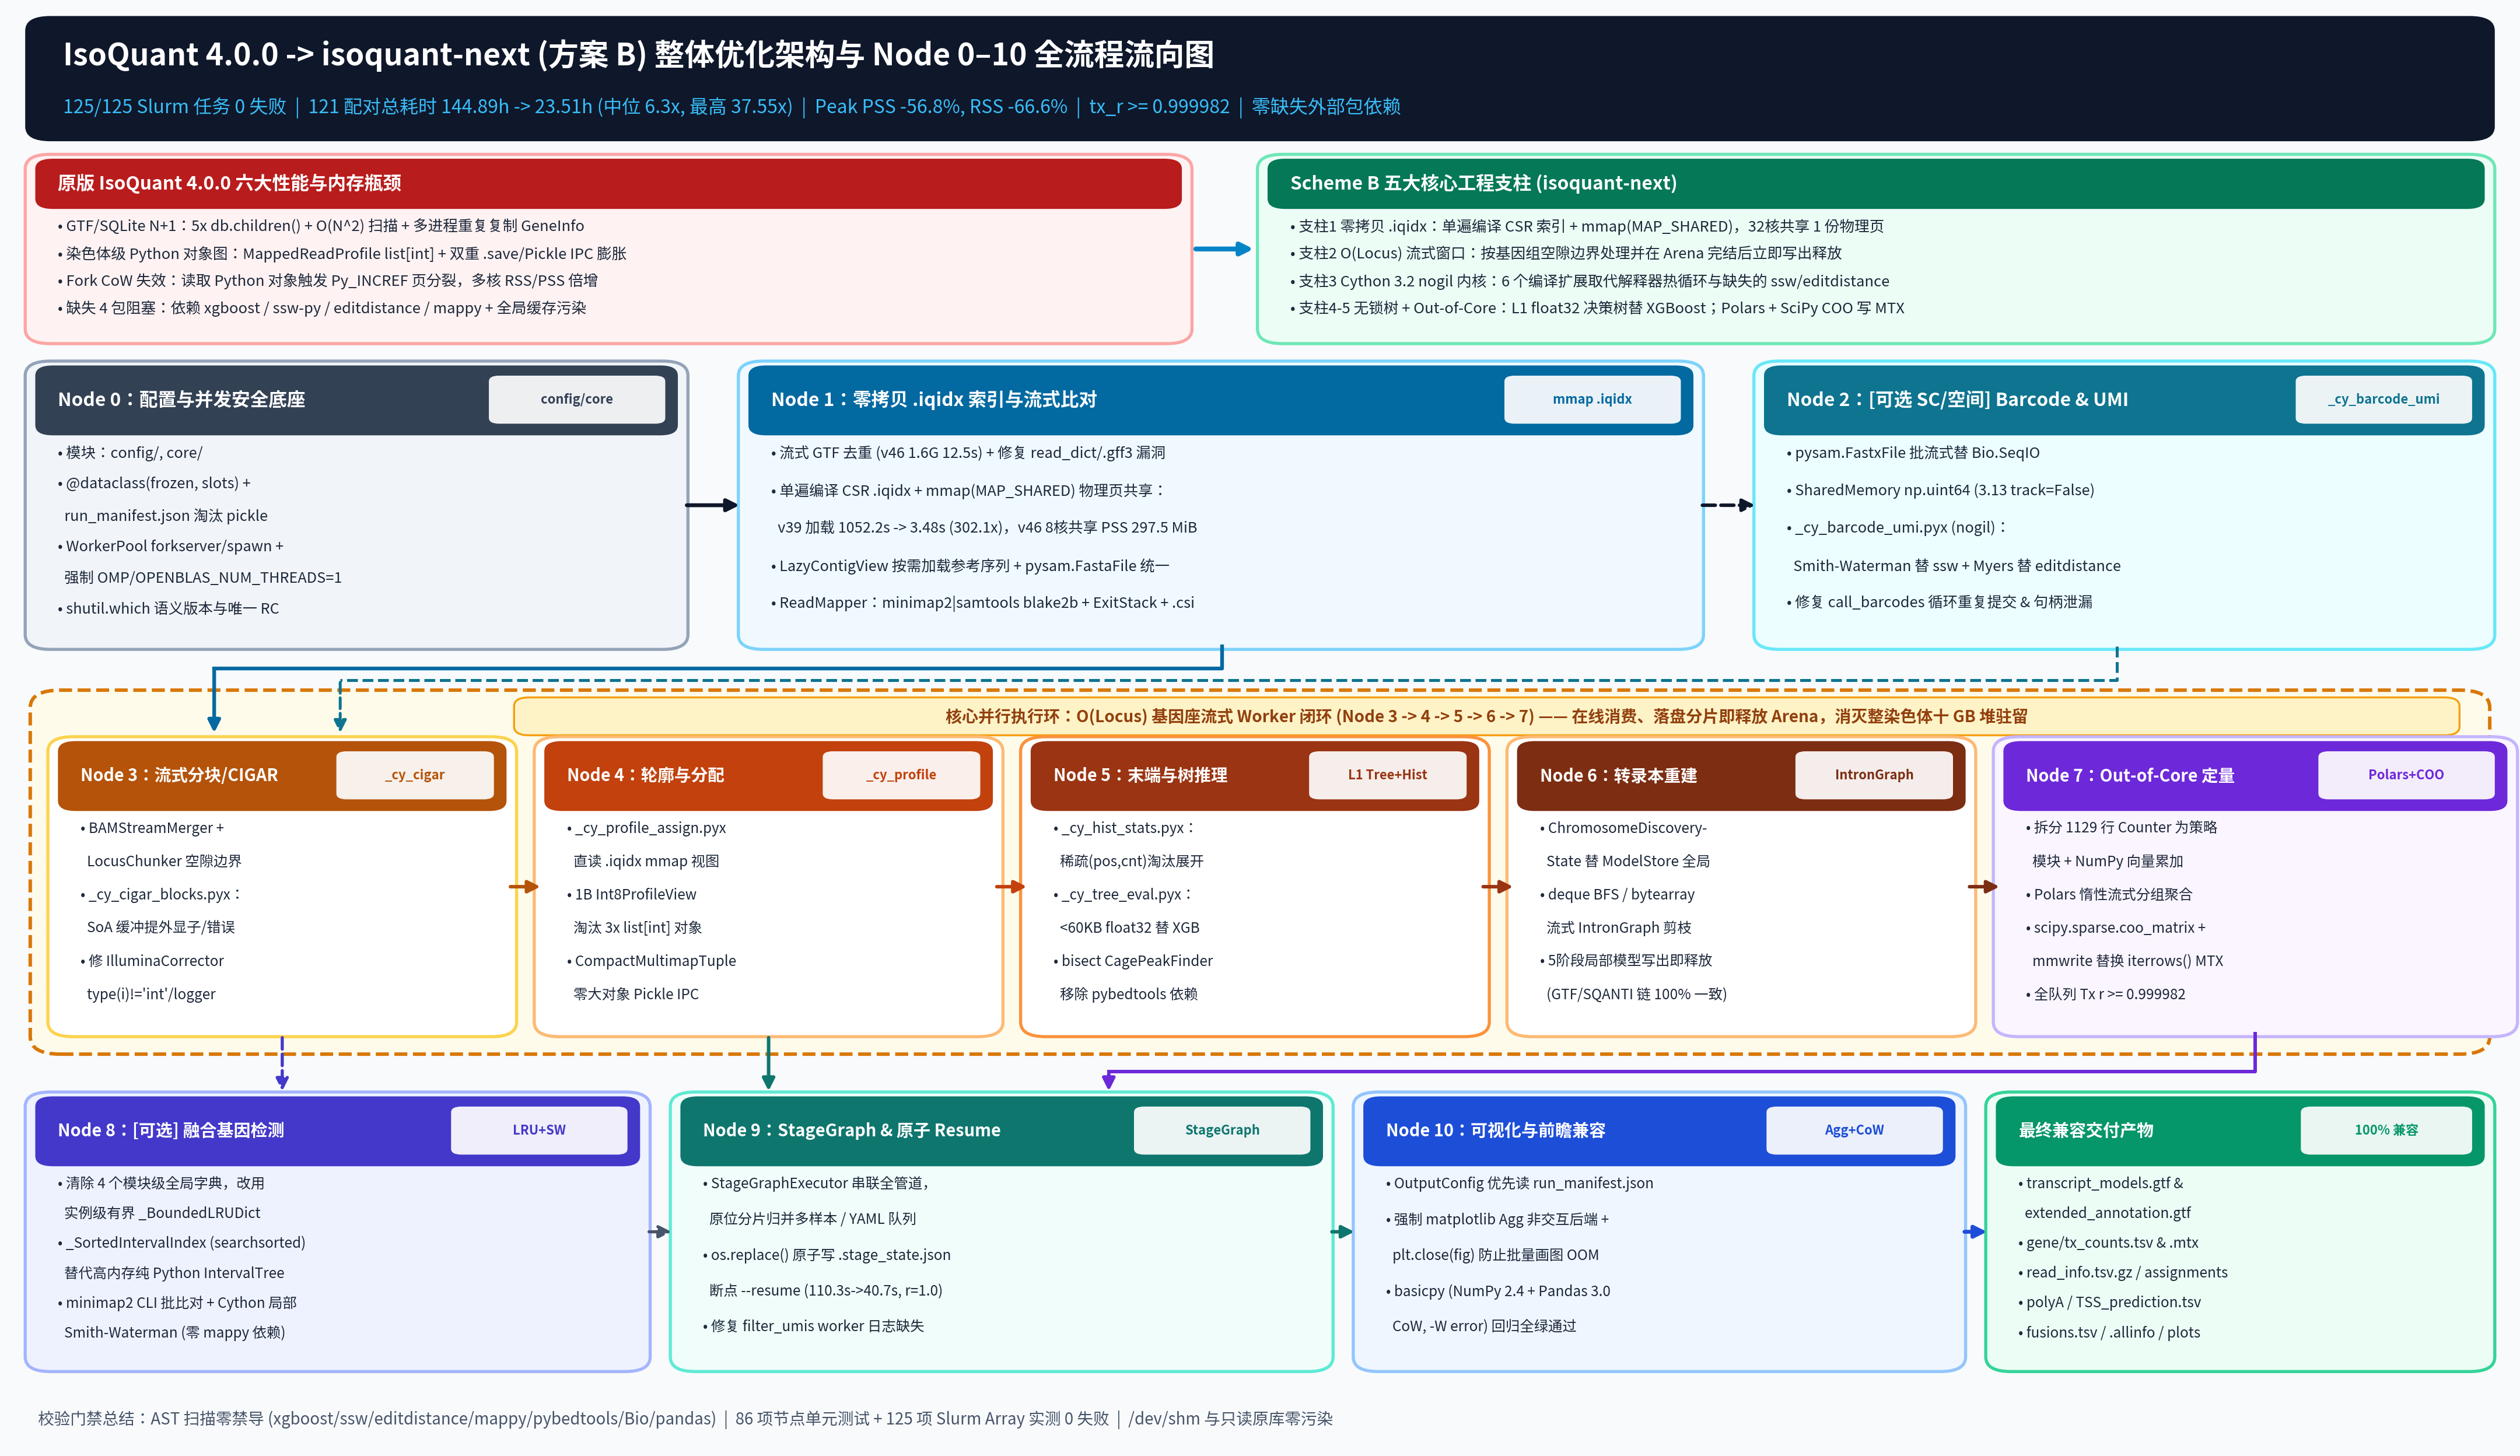 IsoQuant 4.0.0 -> isoquant-next (方案 B) 整体优化架构与 Node 0–10 全流程流向图
125/125 Slurm 任务 0 失败 | 121 配对总耗时 144.89h -> 23.51h (中位 6.3x, 最高 37.55x) | Peak PSS -56.8%, RSS -66.6% | tx_r >= 0.999982 | 零缺失外部包依赖
原版 IsoQuant 4.0.0 六大性能与内存瓶颈
• GTF/SQLite N+1：5x db.children() + O(N^2) 扫描 + 多进程重复复制 GeneInfo
• 染色体级 Python 对象图：MappedReadProfile list[int] + 双重 .save/Pickle IPC 膨胀
• Fork CoW 失效：读取 Python 对象触发 Py_INCREF 页分裂，多核 RSS/PSS 倍增
• 缺失 4 包阻塞：依赖 xgboost / ssw-py / editdistance / mappy + 全局缓存污染
Scheme B 五大核心工程支柱 (isoquant-next)
• 支柱1 零拷贝 .iqidx：单遍编译 CSR 索引 + mmap(MAP_SHARED)，32核共享 1 份物理页
• 支柱2 O(Locus) 流式窗口：按基因组空隙边界处理并在 Arena 完结后立即写出释放
• 支柱3 Cython 3.2 nogil 内核：6 个编译扩展取代解释器热循环与缺失的 ssw/editdistance
• 支柱4-5 无锁树 + Out-of-Core：L1 float32 决策树替 XGBoost；Polars + SciPy COO 写 MTX
Node 0：配置与并发安全底座
config/core
• 模块：config/, core/
• @dataclass(frozen, slots) +
run_manifest.json 淘汰 pickle
• WorkerPool forkserver/spawn +
强制 OMP/OPENBLAS_NUM_THREADS=1
• shutil.which 语义版本与唯一 RC
Node 1：零拷贝 .iqidx 索引与流式比对
mmap .iqidx
• 流式 GTF 去重 (v46 1.6G 12.5s) + 修复 read_dict/.gff3 漏洞
• 单遍编译 CSR .iqidx + mmap(MAP_SHARED) 物理页共享：
v39 加载 1052.2s -> 3.48s (302.1x)，v46 8核共享 PSS 297.5 MiB
• LazyContigView 按需加载参考序列 + pysam.FastaFile 统一
• ReadMapper：minimap2|samtools blake2b + ExitStack + .csi
Node 2：[可选 SC/空间] Barcode & UMI
_cy_barcode_umi
• pysam.FastxFile 批流式替 Bio.SeqIO
• SharedMemory np.uint64 (3.13 track=False)
• _cy_barcode_umi.pyx (nogil)：
Smith-Waterman 替 ssw + Myers 替 editdistance
• 修复 call_barcodes 循环重复提交 & 句柄泄漏
核心并行执行环：O(Locus) 基因座流式 Worker 闭环 (Node 3 -> 4 -> 5 -> 6 -> 7) —— 在线消费、落盘分片即释放 Arena，消灭整染色体十 GB 堆驻留
Node 3：流式分块/CIGAR
_cy_cigar
• BAMStreamMerger +
LocusChunker 空隙边界
• _cy_cigar_blocks.pyx：
SoA 缓冲提外显子/错误
• 修 IlluminaCorrector
type(i)!='int'/logger
Node 4：轮廓与分配
_cy_profile
• _cy_profile_assign.pyx
直读 .iqidx mmap 视图
• 1B Int8ProfileView
淘汰 3x list[int] 对象
• CompactMultimapTuple
零大对象 Pickle IPC
Node 5：末端与树推理
L1 Tree+Hist
• _cy_hist_stats.pyx：
稀疏(pos,cnt)淘汰展开
• _cy_tree_eval.pyx：
<60KB float32 替 XGB
• bisect CagePeakFinder
移除 pybedtools 依赖
Node 6：转录本重建
IntronGraph
• ChromosomeDiscovery-
State 替 ModelStore 全局
• deque BFS / bytearray
流式 IntronGraph 剪枝
• 5阶段局部模型写出即释放
(GTF/SQANTI 链 100% 一致)
Node 7：Out-of-Core 定量
Polars+COO
• 拆分 1129 行 Counter 为策略
模块 + NumPy 向量累加
• Polars 惰性流式分组聚合
• scipy.sparse.coo_matrix +
mmwrite 替换 iterrows() MTX
• 全队列 Tx r >= 0.999982
Node 8：[可选] 融合基因检测
LRU+SW
• 清除 4 个模块级全局字典，改用
实例级有界 _BoundedLRUDict
• _SortedIntervalIndex (searchsorted)
替代高内存纯 Python IntervalTree
• minimap2 CLI 批比对 + Cython 局部
Smith-Waterman (零 mappy 依赖)
Node 9：StageGraph & 原子 Resume
StageGraph
• StageGraphExecutor 串联全管道，
原位分片归并多样本 / YAML 队列
• os.replace() 原子写 .stage_state.json
断点 --resume (110.3s->40.7s, r=1.0)
• 修复 filter_umis worker 日志缺失
Node 10：可视化与前瞻兼容
Agg+CoW
• OutputConfig 优先读 run_manifest.json
• 强制 matplotlib Agg 非交互后端 +
plt.close(fig) 防止批量画图 OOM
• basicpy (NumPy 2.4 + Pandas 3.0
CoW, -W error) 回归全绿通过
最终兼容交付产物
100% 兼容
• transcript_models.gtf &
extended_annotation.gtf
• gene/tx_counts.tsv & .mtx
• read_info.tsv.gz / assignments
• polyA / TSS_prediction.tsv
• fusions.tsv / .allinfo / plots
校验门禁总结：AST 扫描零禁导 (xgboost/ssw/editdistance/mappy/pybedtools/Bio/pandas) | 86 项节点单元测试 + 125 项 Slurm Array 实测 0 失败 | /dev/shm 与只读原库零污染